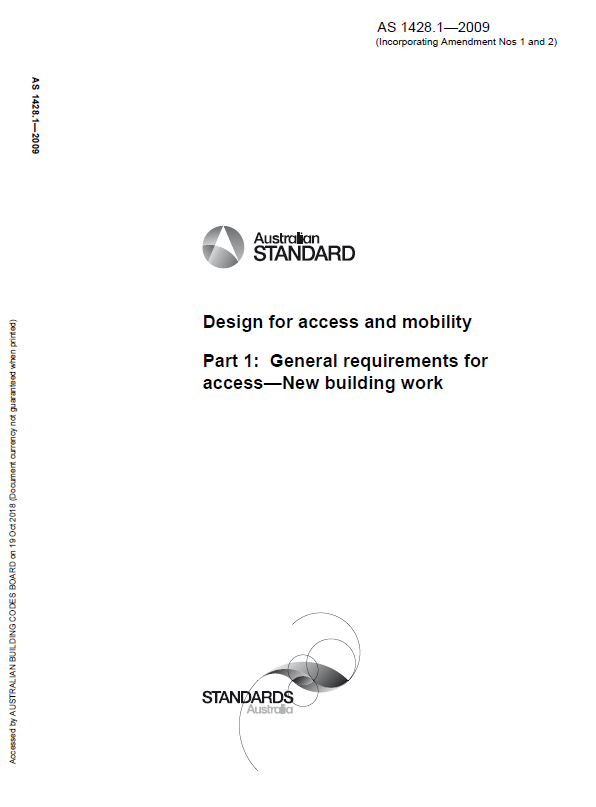 AS 1428.1—2009
(Incorporating Amendment Nos 1 and 2)
AS 1428.1—2009
Australian
STANDARD
Design for access and mobility
Part 1: General requirements for
access—New building work
Accessed by AUSTRALIAN BUILDING CODES BOARD on 19 Oct 2018 (Document currency not guaranteed when printed)
STANDARDS
Australia